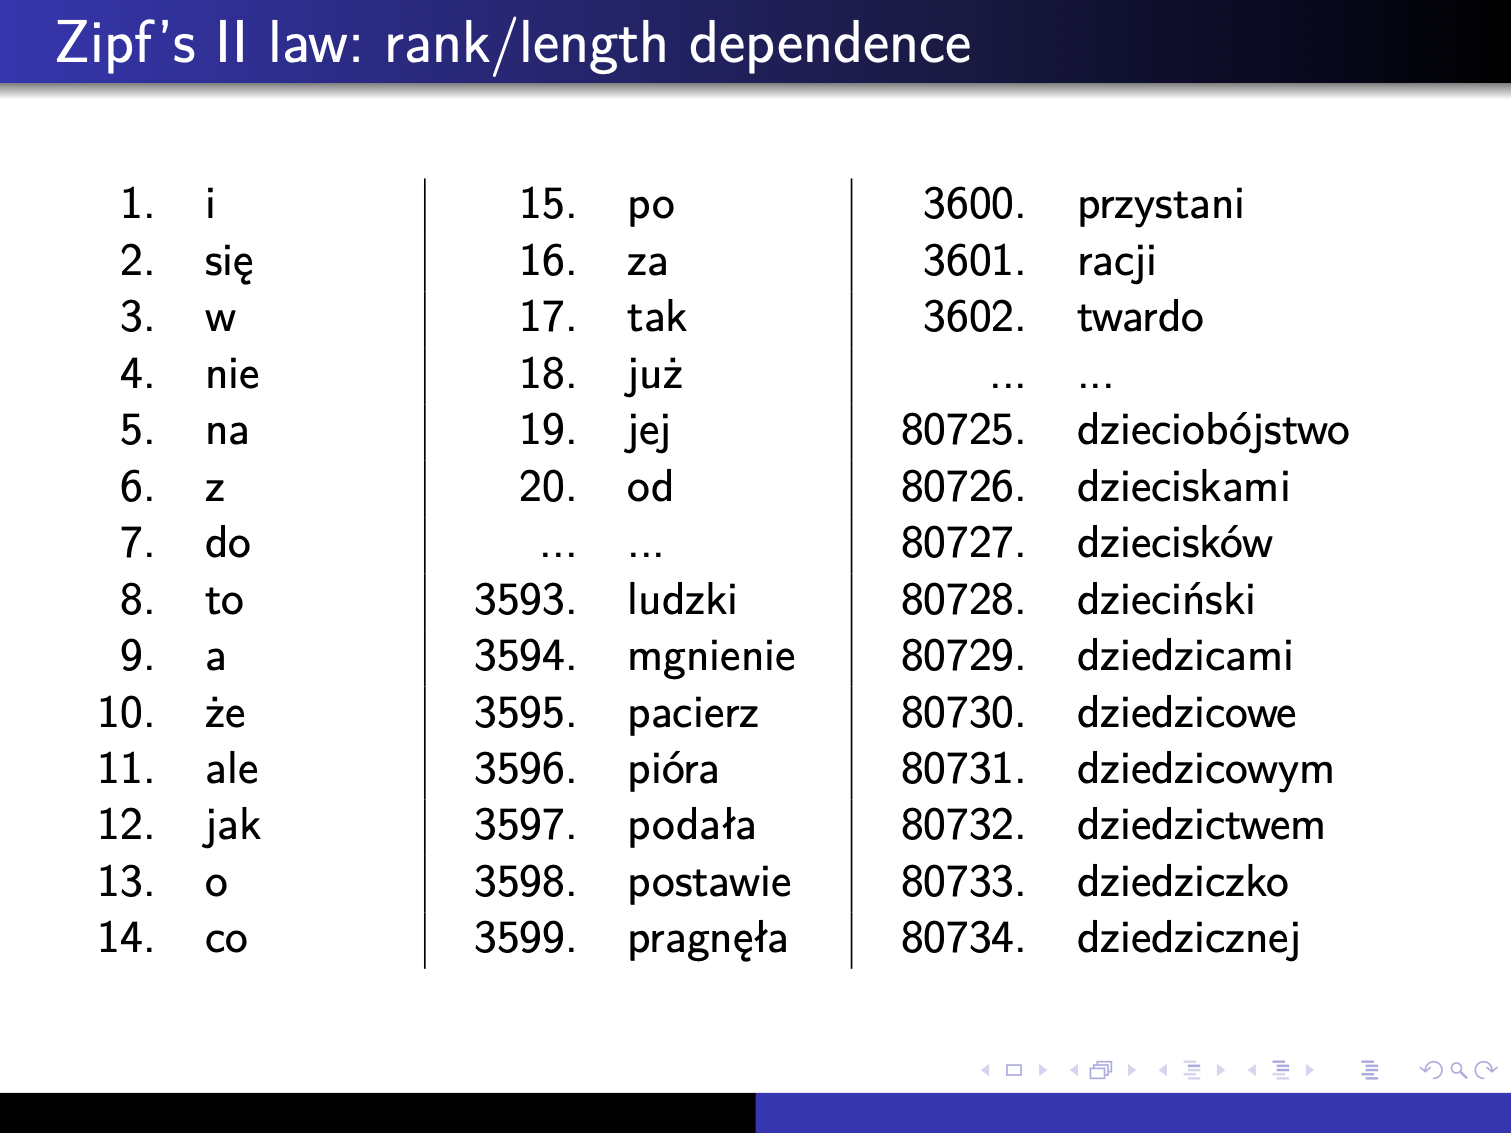 Zipf's II law: rank/length dependence
1. i
2. się
3. w
4. nie
5. na
6. z
7. do
8. to
9. a
10. że
11. ale
12. jak
13. o
14. co
15. po
16. za
17. tak
18. już
19. jej
20. od
... ...
3593. ludzki
3594. mgnienie
3595. pacierz
3596. pióra
3597. podała
3598. postawie
3599. pragnęła
3600. przystani
3601. racji
3602. twardo
... ...
80725. dzieciobójstwo
80726. dzieciskami
80727. dziecisków
80728. dzieciński
80729. dziedzicami
80730. dziedzicowe
80731. dziedzicowym
80732. dziedzictwem
80733. dziedziczko
80734. dziedzicznej